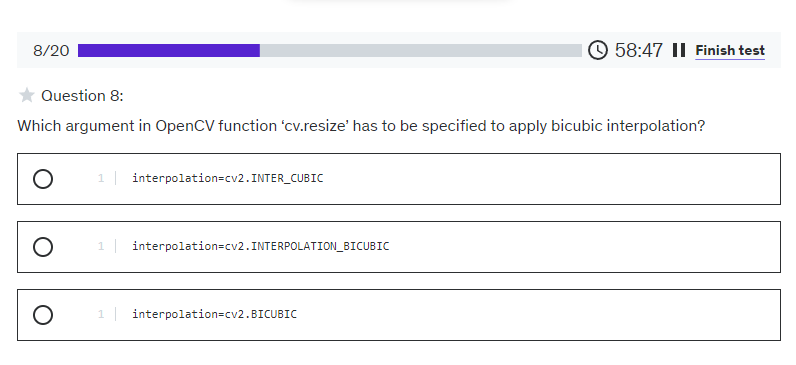 8/20 58:47 Finish test
Question 8:
Which argument in OpenCV function ‘cv.resize’ has to be specified to apply bicubic interpolation?
1 interpolation=cv2.INTER_CUBIC
1 interpolation=cv2.INTERPOLATION_BICUBIC
1 interpolation=cv2.BICUBIC